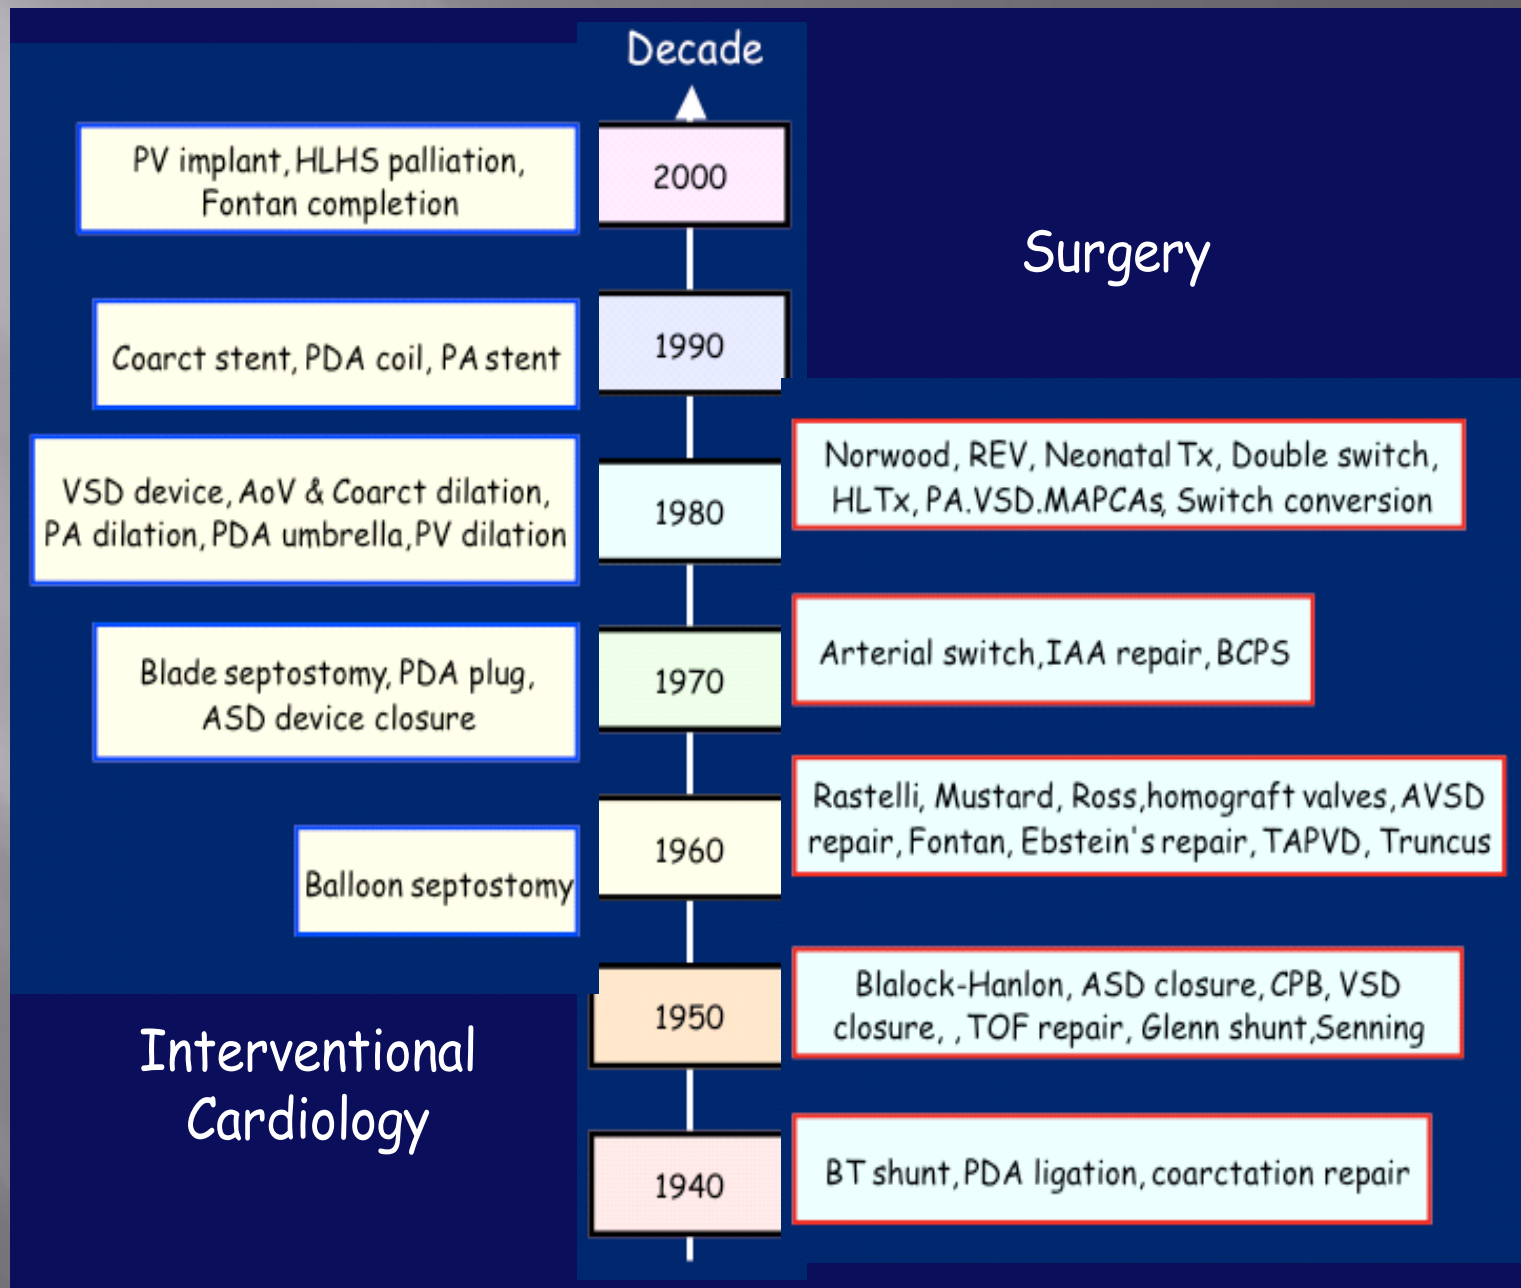 Decade
PV implant, HLHS palliation,
Fontan completion
2000
Surgery
Coarct stent, PDA coil, PA stent
1990
VSD device, AoV & Coarct dilation,
PA dilation, PDA umbrella, PV dilation
1980
Norwood, REV, Neonatal Tx, Double switch,
HLTx, PA.VSD.MAPCAs, Switch conversion
Blade septostomy, PDA plug,
ASD device closure
1970
Arterial switch, IAA repair, BCPS
Balloon septostomy
1960
Rastelli, Mustard, Ross, homograft valves, AVSD
repair, Fontan, Ebstein's repair, TAPVD, Truncus
1950
Blalock-Hanlon, ASD closure, CPB, VSD
closure, , TOF repair, Glenn shunt, Senning
Interventional
Cardiology
1940
BT shunt, PDA ligation, coarctation repair